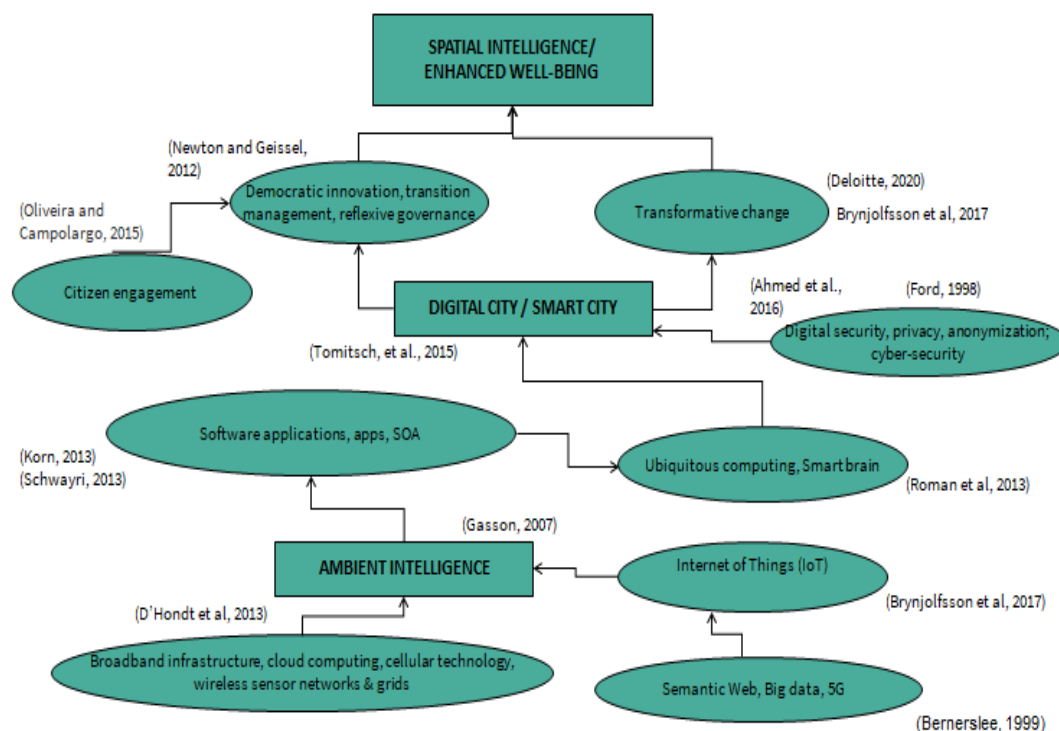 SPATIAL INTELLIGENCE/
ENHANCED WELL-BEING
(Newton and Geissel,
2012)
Democratic innovation, transition
management, reflexive governance
(Deloitte, 2020)
Brynjolfsson et al, 2017
Transformative change
(Oliveira and
Campolargo, 2015)
Citizen engagement
DIGITAL CITY / SMART CITY
(Ahmed et al.,
2016)
(Ford, 1998)
Digital security, privacy, anonymization;
cyber-security
(Tomitsch, et al., 2015)
Software applications, apps, SOA
(Korn, 2013)
(Schwayri, 2013)
Ubiquitous computing, Smart brain
(Roman et al, 2013)
(Gasson, 2007)
AMBIENT INTELLIGENCE
Internet of Things (IoT)
(Brynjolfsson et al, 2017)
(D'Hondt et al, 2013)
Broadband infrastructure, cloud computing, cellular technology,
wireless sensor networks & grids
Semantic Web, Big data, 5G
(Bernerslee, 1999)